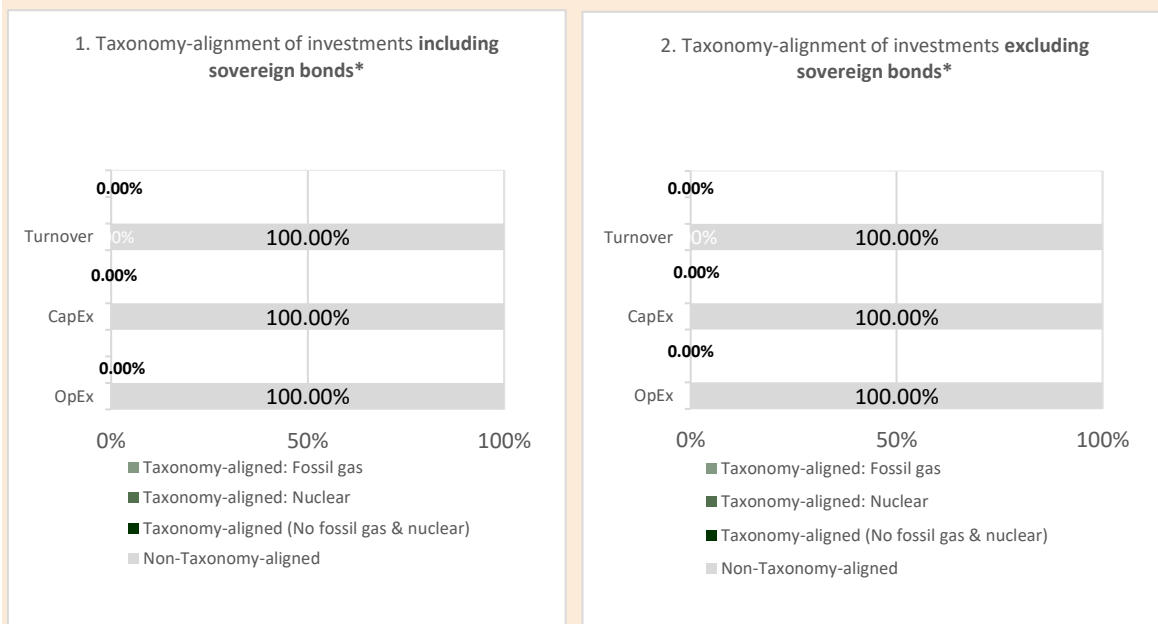 1. Taxonomy-alignment of investments including
sovereign bonds*
0.00%
Turnover 100.00%
0.00%
CapEx 100.00%
0.00%
OpEx 100.00%
0% 50% 100%
Taxonomy-aligned: Fossil gas
Taxonomy-aligned: Nuclear
Taxonomy-aligned (No fossil gas & nuclear)
Non-Taxonomy-aligned
2. Taxonomy-alignment of investments excluding
sovereign bonds*
0.00%
Turnover 100.00%
0.00%
CapEx 100.00%
0.00%
OpEx 100.00%
0% 50% 100%
Taxonomy-aligned: Fossil gas
Taxonomy-aligned: Nuclear
Taxonomy-aligned (No fossil gas & nuclear)
Non-Taxonomy-aligned